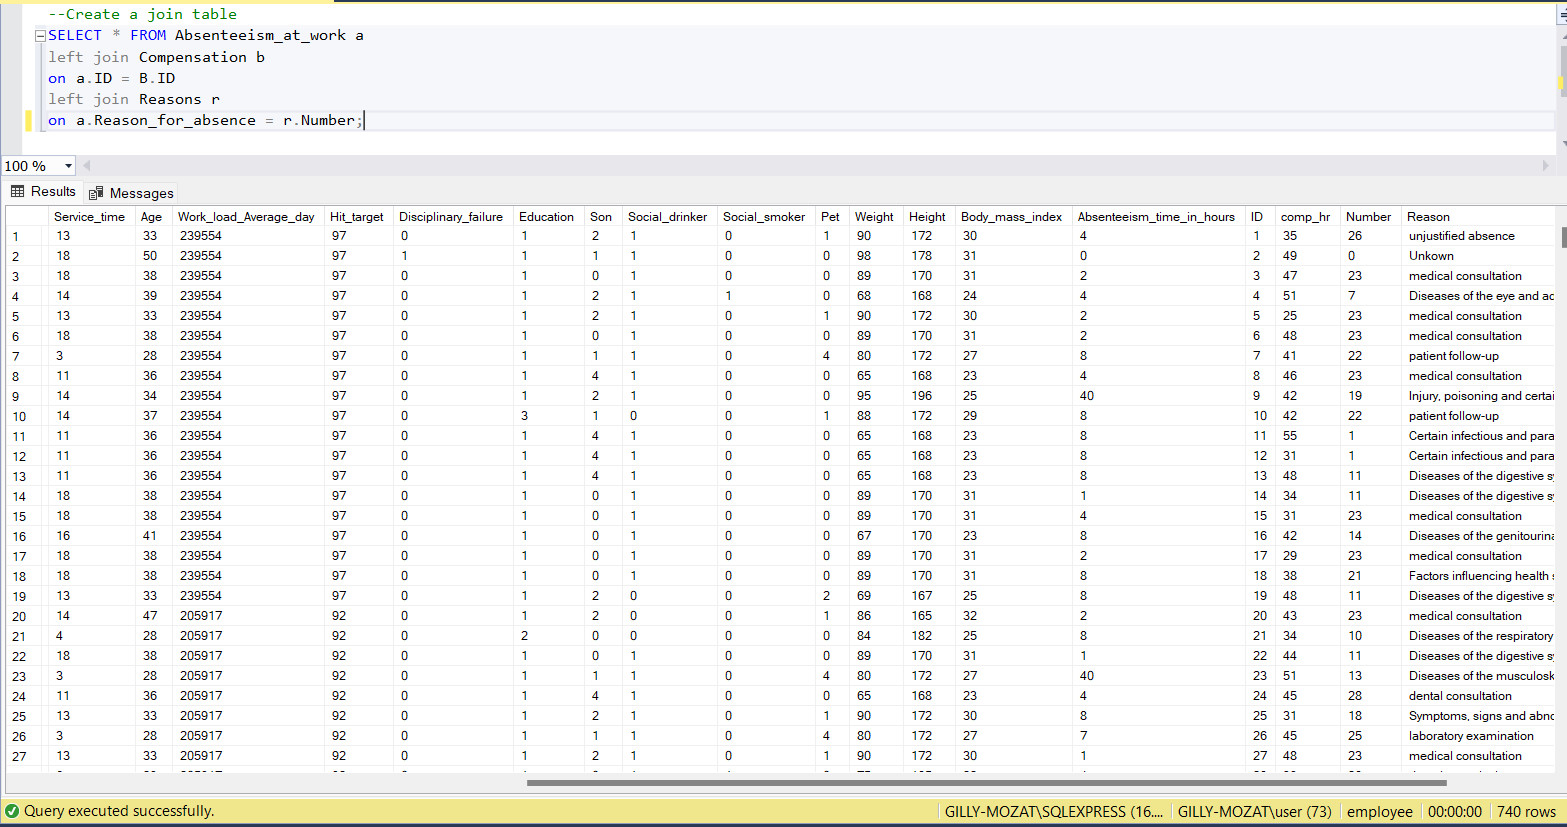 --Create a join table
SELECT * FROM Absenteeism_at_work a
left join Compensation b
on a.ID = B.ID
left join Reasons r
on a.Reason_for_absence = r.Number;
100 %
Results Messages
Service_time Age Work_load_Average_day Hit_target Disciplinary_failure Education Son Social_drinker Social_smoker Pet Weight Height Body_mass_index Absenteeism_time_in_hours ID comp_hr Number Reason
1 13 33 239554 97 0 1 2 1 0 1 90 172 30 4 1 35 26 unjustified absence
2 18 50 239554 97 1 1 1 1 0 0 98 178 31 0 2 49 0 Unkown
3 18 38 239554 97 0 1 0 1 0 0 89 170 31 2 3 47 23 medical consultation
4 14 39 239554 97 0 1 2 1 1 0 68 168 24 4 4 51 7 Diseases of the eye and ad
5 13 33 239554 97 0 1 2 1 0 1 90 172 30 2 5 25 23 medical consultation
6 18 38 239554 97 0 1 0 1 0 0 89 170 31 2 6 48 23 medical consultation
7 3 28 239554 97 0 1 1 1 0 4 80 172 27 8 7 41 22 patient follow-up
8 11 36 239554 97 0 1 4 1 0 0 65 168 23 4 8 46 23 medical consultation
9 14 34 239554 97 0 1 2 1 0 0 95 196 25 40 9 42 19 Injury, poisoning and certai
10 14 37 239554 97 0 3 1 0 0 1 88 172 29 8 10 42 22 patient follow-up
11 11 36 239554 97 0 1 4 1 0 0 65 168 23 8 11 55 1 Certain infectious and para
12 11 36 239554 97 0 1 4 1 0 0 65 168 23 8 12 31 1 Certain infectious and para
13 11 36 239554 97 0 1 4 1 0 0 65 168 23 8 13 48 11 Diseases of the digestive sy
14 18 38 239554 97 0 1 0 1 0 0 89 170 31 1 14 34 11 Diseases of the digestive sy
15 18 38 239554 97 0 1 0 1 0 0 89 170 31 4 15 31 23 medical consultation
16 16 41 239554 97 0 1 0 1 0 0 67 170 23 8 16 42 14 Diseases of the genitourina
17 18 38 239554 97 0 1 0 1 0 0 89 170 31 2 17 29 23 medical consultation
18 18 38 239554 97 0 1 0 1 0 0 89 170 31 8 18 38 21 Factors influencing health s
19 13 33 239554 97 0 1 2 0 0 2 69 167 25 8 19 48 11 Diseases of the digestive sy
20 14 47 205917 92 0 1 2 0 0 1 86 165 32 2 20 43 23 medical consultation
21 4 28 205917 92 0 2 0 0 0 0 84 182 25 8 21 34 10 Diseases of the respiratory
22 18 38 205917 92 0 1 0 1 0 0 89 170 31 1 22 44 11 Diseases of the digestive sy
23 3 28 205917 92 0 1 1 1 0 4 80 172 27 40 23 51 13 Diseases of the musculosk
24 11 36 205917 92 0 1 4 1 0 0 65 168 23 4 24 45 28 dental consultation
25 13 33 205917 92 0 1 2 1 0 1 90 172 30 8 25 31 18 Symptoms, signs and abno
26 3 28 205917 92 0 1 1 1 0 4 80 172 27 7 26 45 25 laboratory examination
27 13 33 205917 92 0 1 2 1 0 1 90 172 30 1 27 48 23 medical consultation
Query executed successfully. GILLY-MOZAT\SQLEXPRESS (16.... GILLY-MOZAT\user (73) employee 00:00:00 740 rows